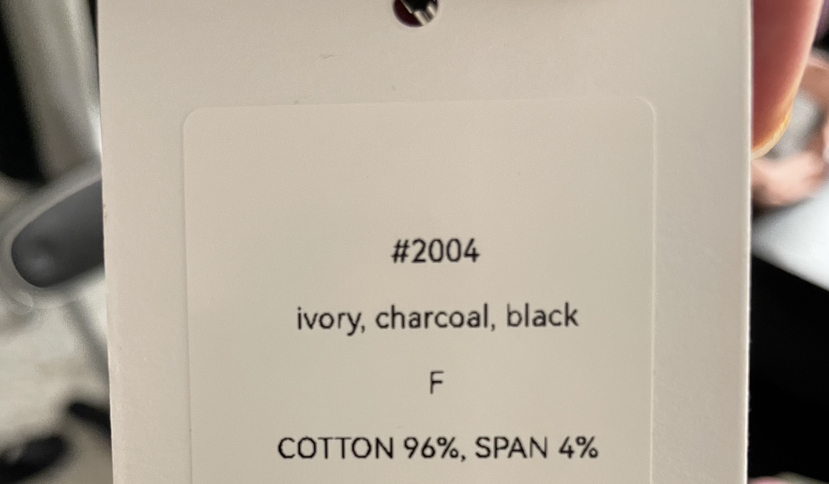 #2004
ivory, charcoal, black
F
COTTON 96%, SPAN 4%